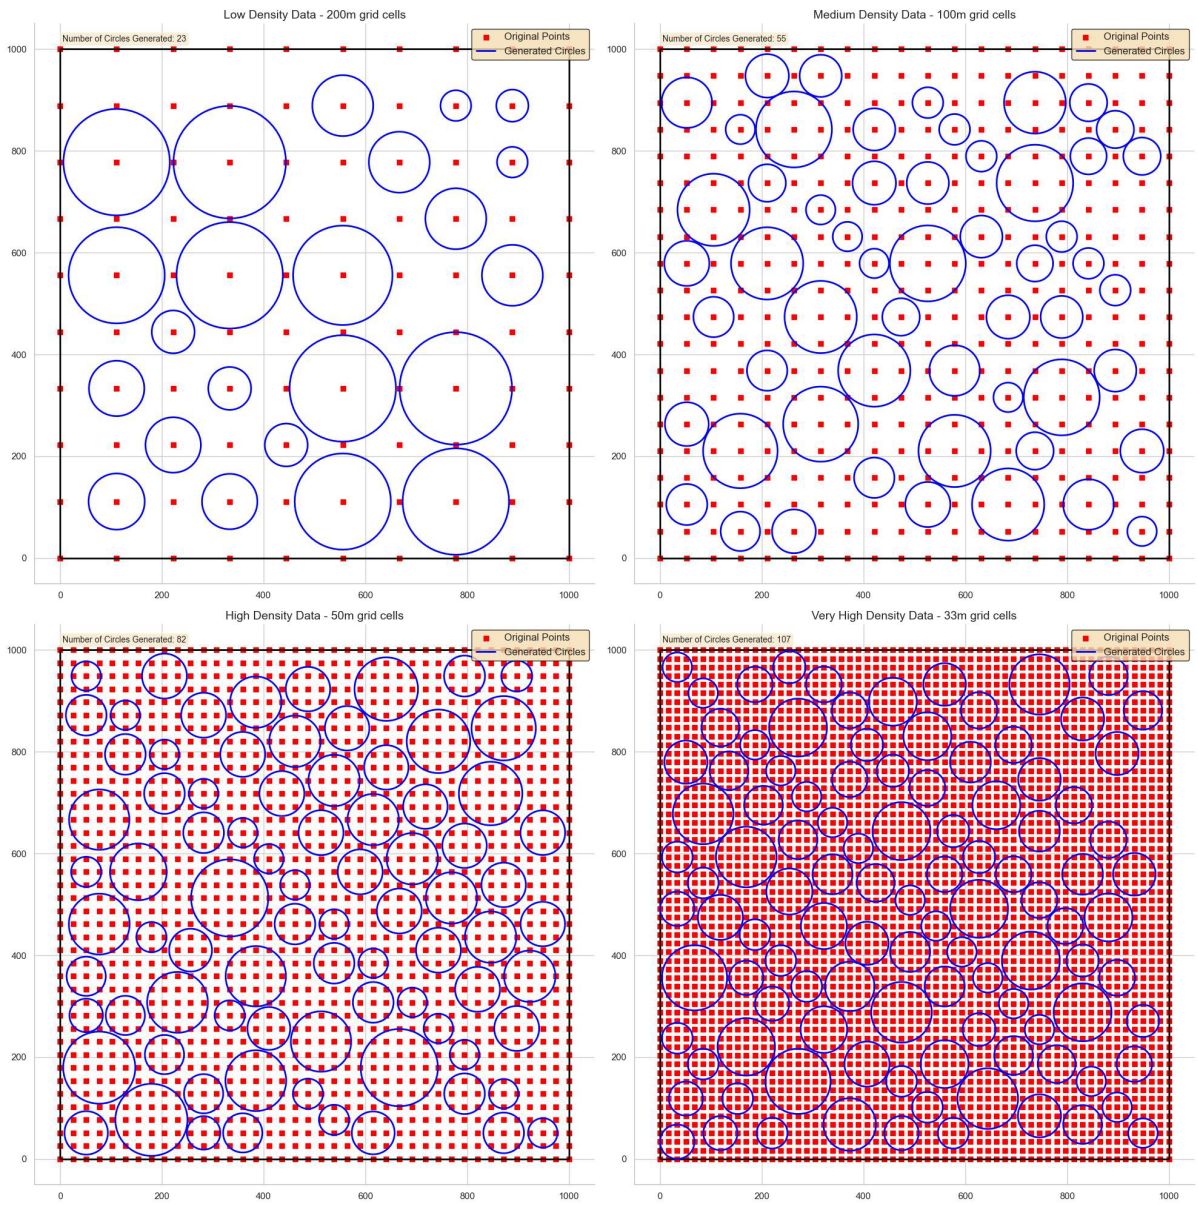 Low Density Data - 200m grid cells
Number of Circles Generated: 23
Original Points
Generated Circles
1000
800
600
400
200
0
0 200 400 600 800 1000
Medium Density Data - 100m grid cells
Number of Circles Generated: 55
Original Points
Generated Circles
1000
800
600
400
200
0
0 200 400 600 800 1000
High Density Data - 50m grid cells
Number of Circles Generated: 82
Original Points
Generated Circles
1000
800
600
400
200
0
0 200 400 600 800 1000
Very High Density Data - 33m grid cells
Number of Circles Generated: 107
Original Points
Generated Circles
1000
800
600
400
200
0
0 200 400 600 800 1000